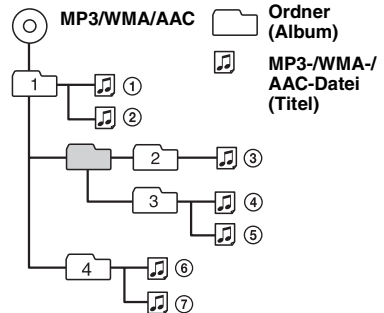 MP3/WMA/AAC
Ordner
(Album)
MP3-/WMA-/
AAC-Datei
(Titel)
1
①
②
2
③
3
④
⑤
4
⑥
⑦